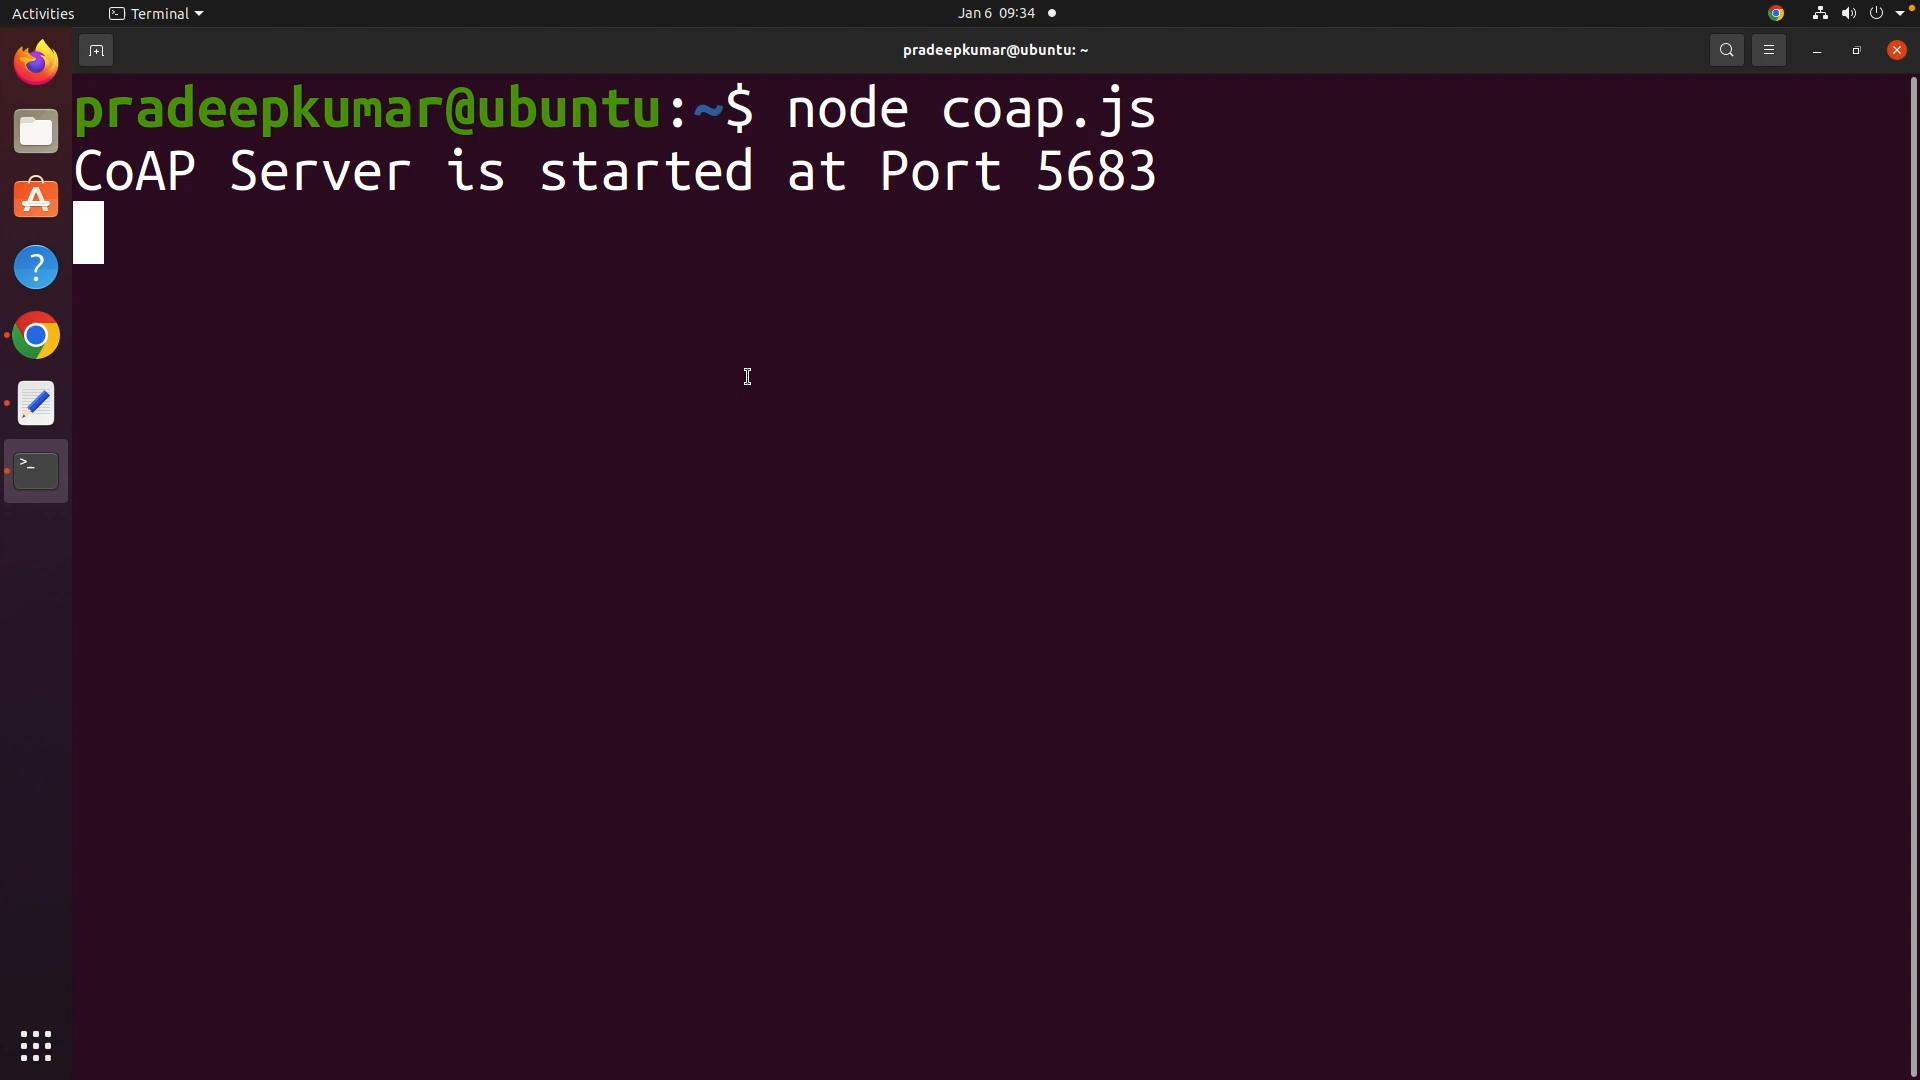 Activities Terminal Jan 6 09:34
pradeepkumar@ubuntu: ~
pradeepkumar@ubuntu:~$ node coap.js
CoAP Server is started at Port 5683